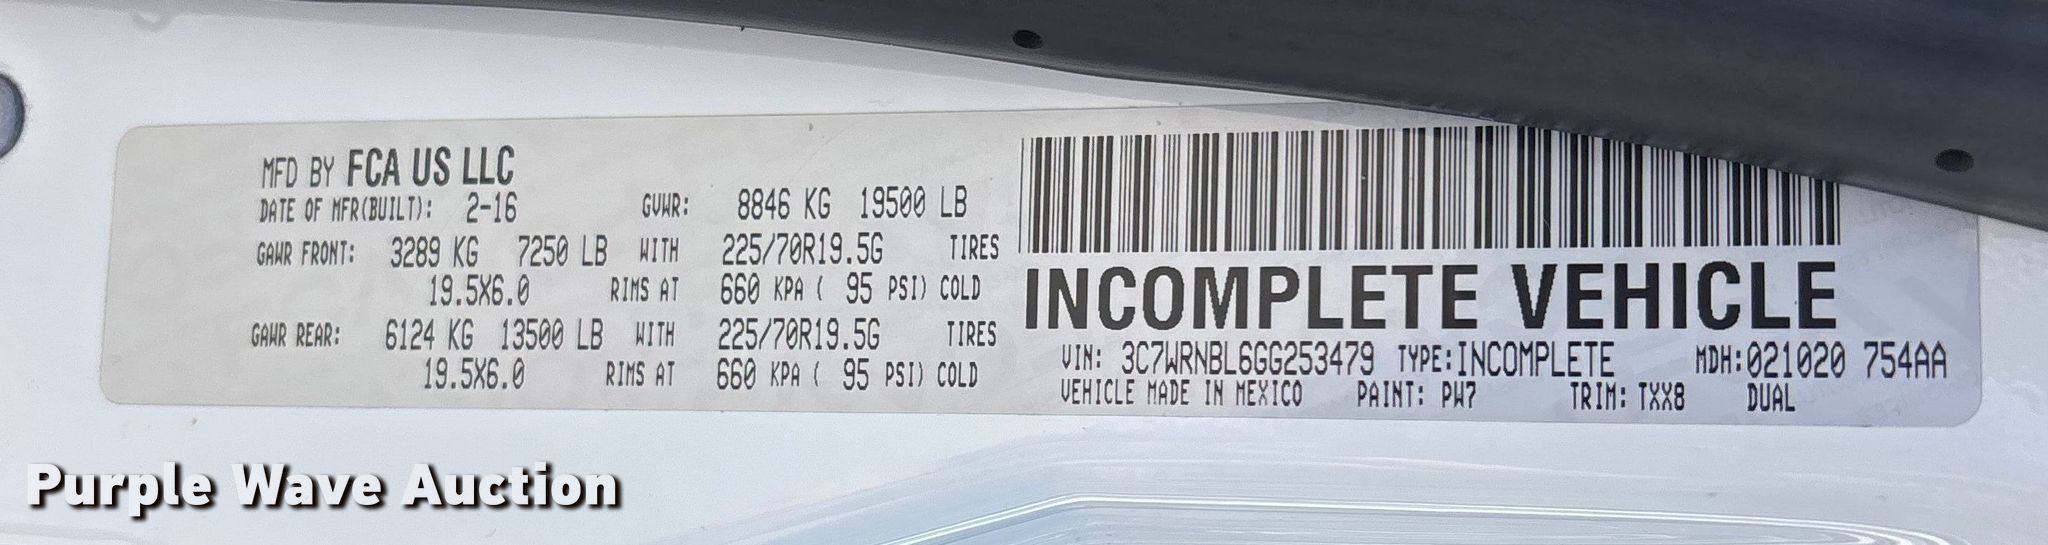 MFD BY FCA US LLC
DATE OF MFR(BUILT): 2-16 GVWR: 8846 KG 19500 LB
GAWR FRONT: 3289 KG 7250 LB WITH 225/70R19.5G TIRES
19.5X6.0 RIMS AT 660 KPA ( 95 PSI) COLD
GAWR REAR: 6124 KG 13500 LB WITH 225/70R19.5G TIRES
19.5X6.0 RIMS AT 660 KPA ( 95 PSI) COLD
INCOMPLETE VEHICLE
VIN: 3C7WRNBL6GG253479 TYPE:INCOMPLETE MDH:021020 754AA
VEHICLE MADE IN MEXICO PAINT: PW7 TRIM: TXX8 DUAL
Purple Wave Auction